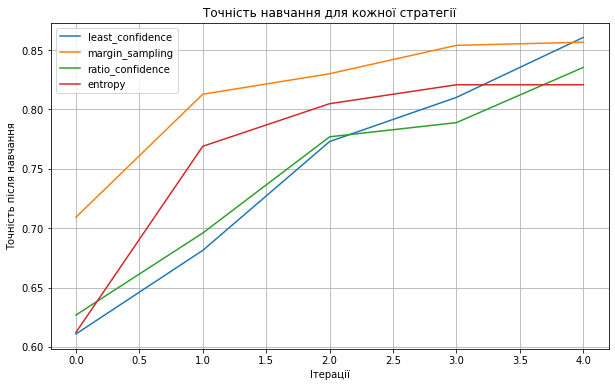 Точність навчання для кожної стратегії
least_confidence
margin_sampling
ratio_confidence
entropy
Точність після навчання
0.85
0.80
0.75
0.70
0.65
0.60
0.0 0.5 1.0 1.5 2.0 2.5 3.0 3.5 4.0
Ітерації